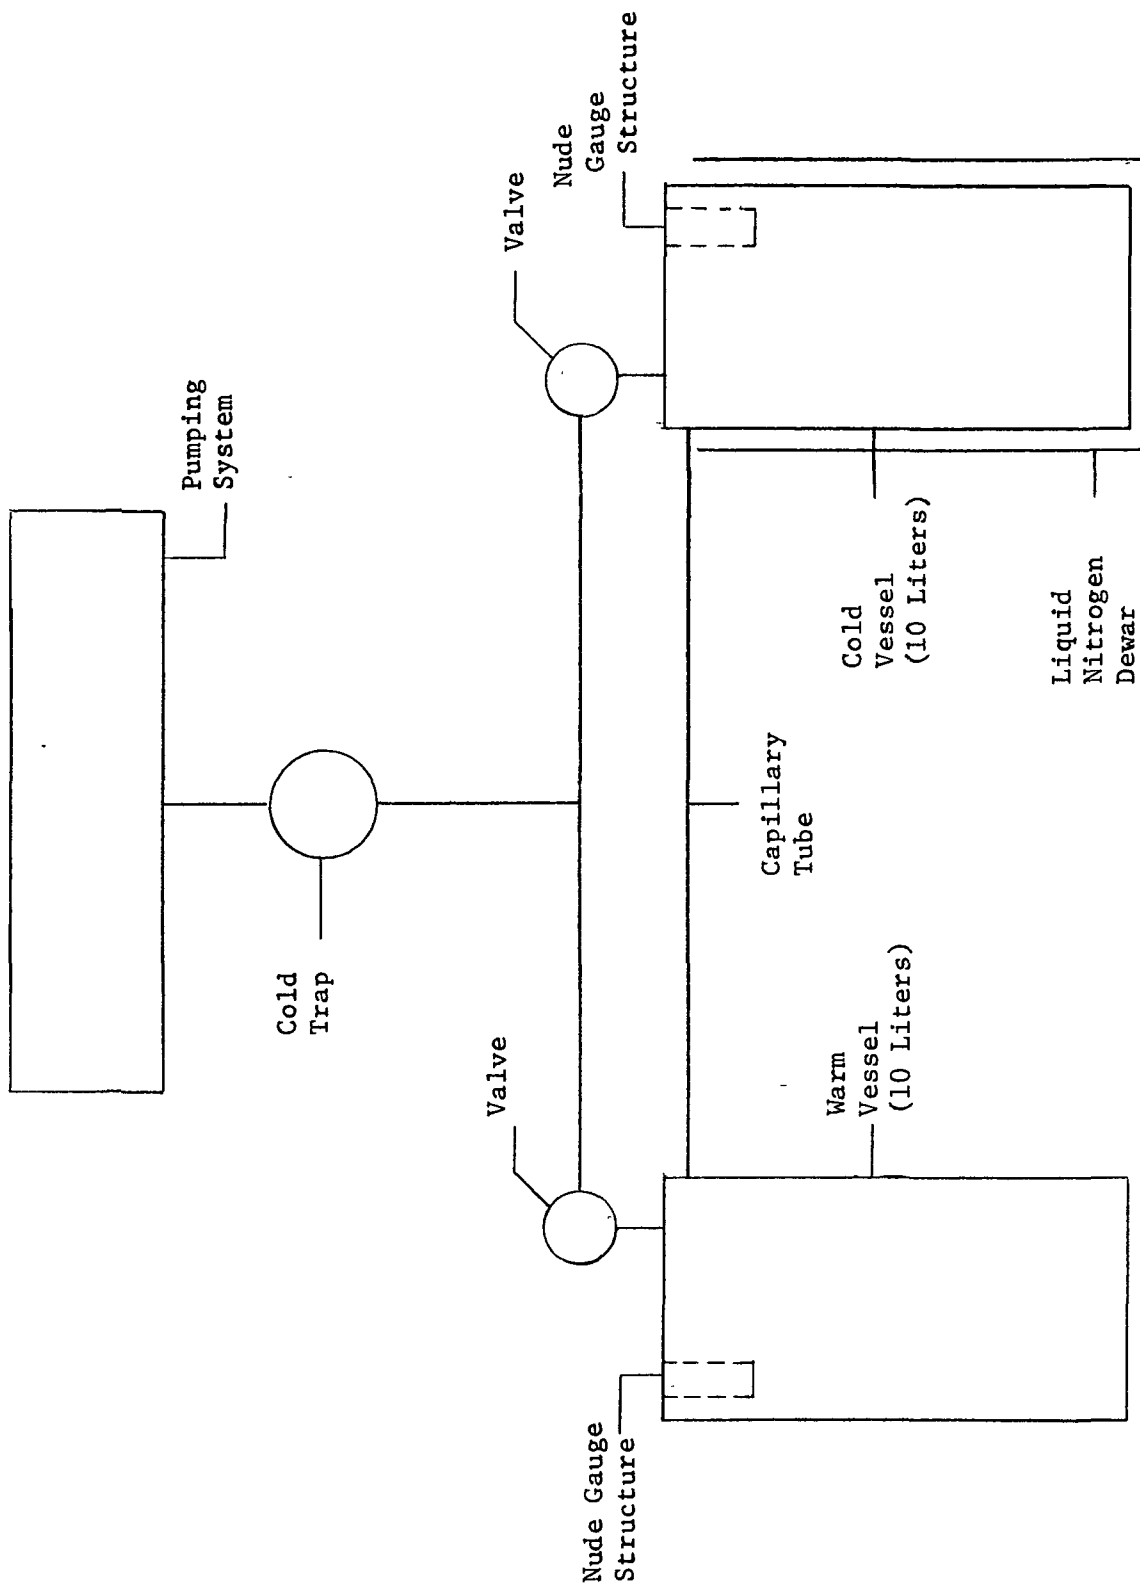 Pumping
System
Cold
Trap
Valve
Valve
Nude
Gauge
Structure
Nude Gauge
Structure
Capillary
Tube
Warm
Vessel
(10 Liters)
Cold
Vessel
(10 Liters)
Liquid
Nitrogen
Dewar